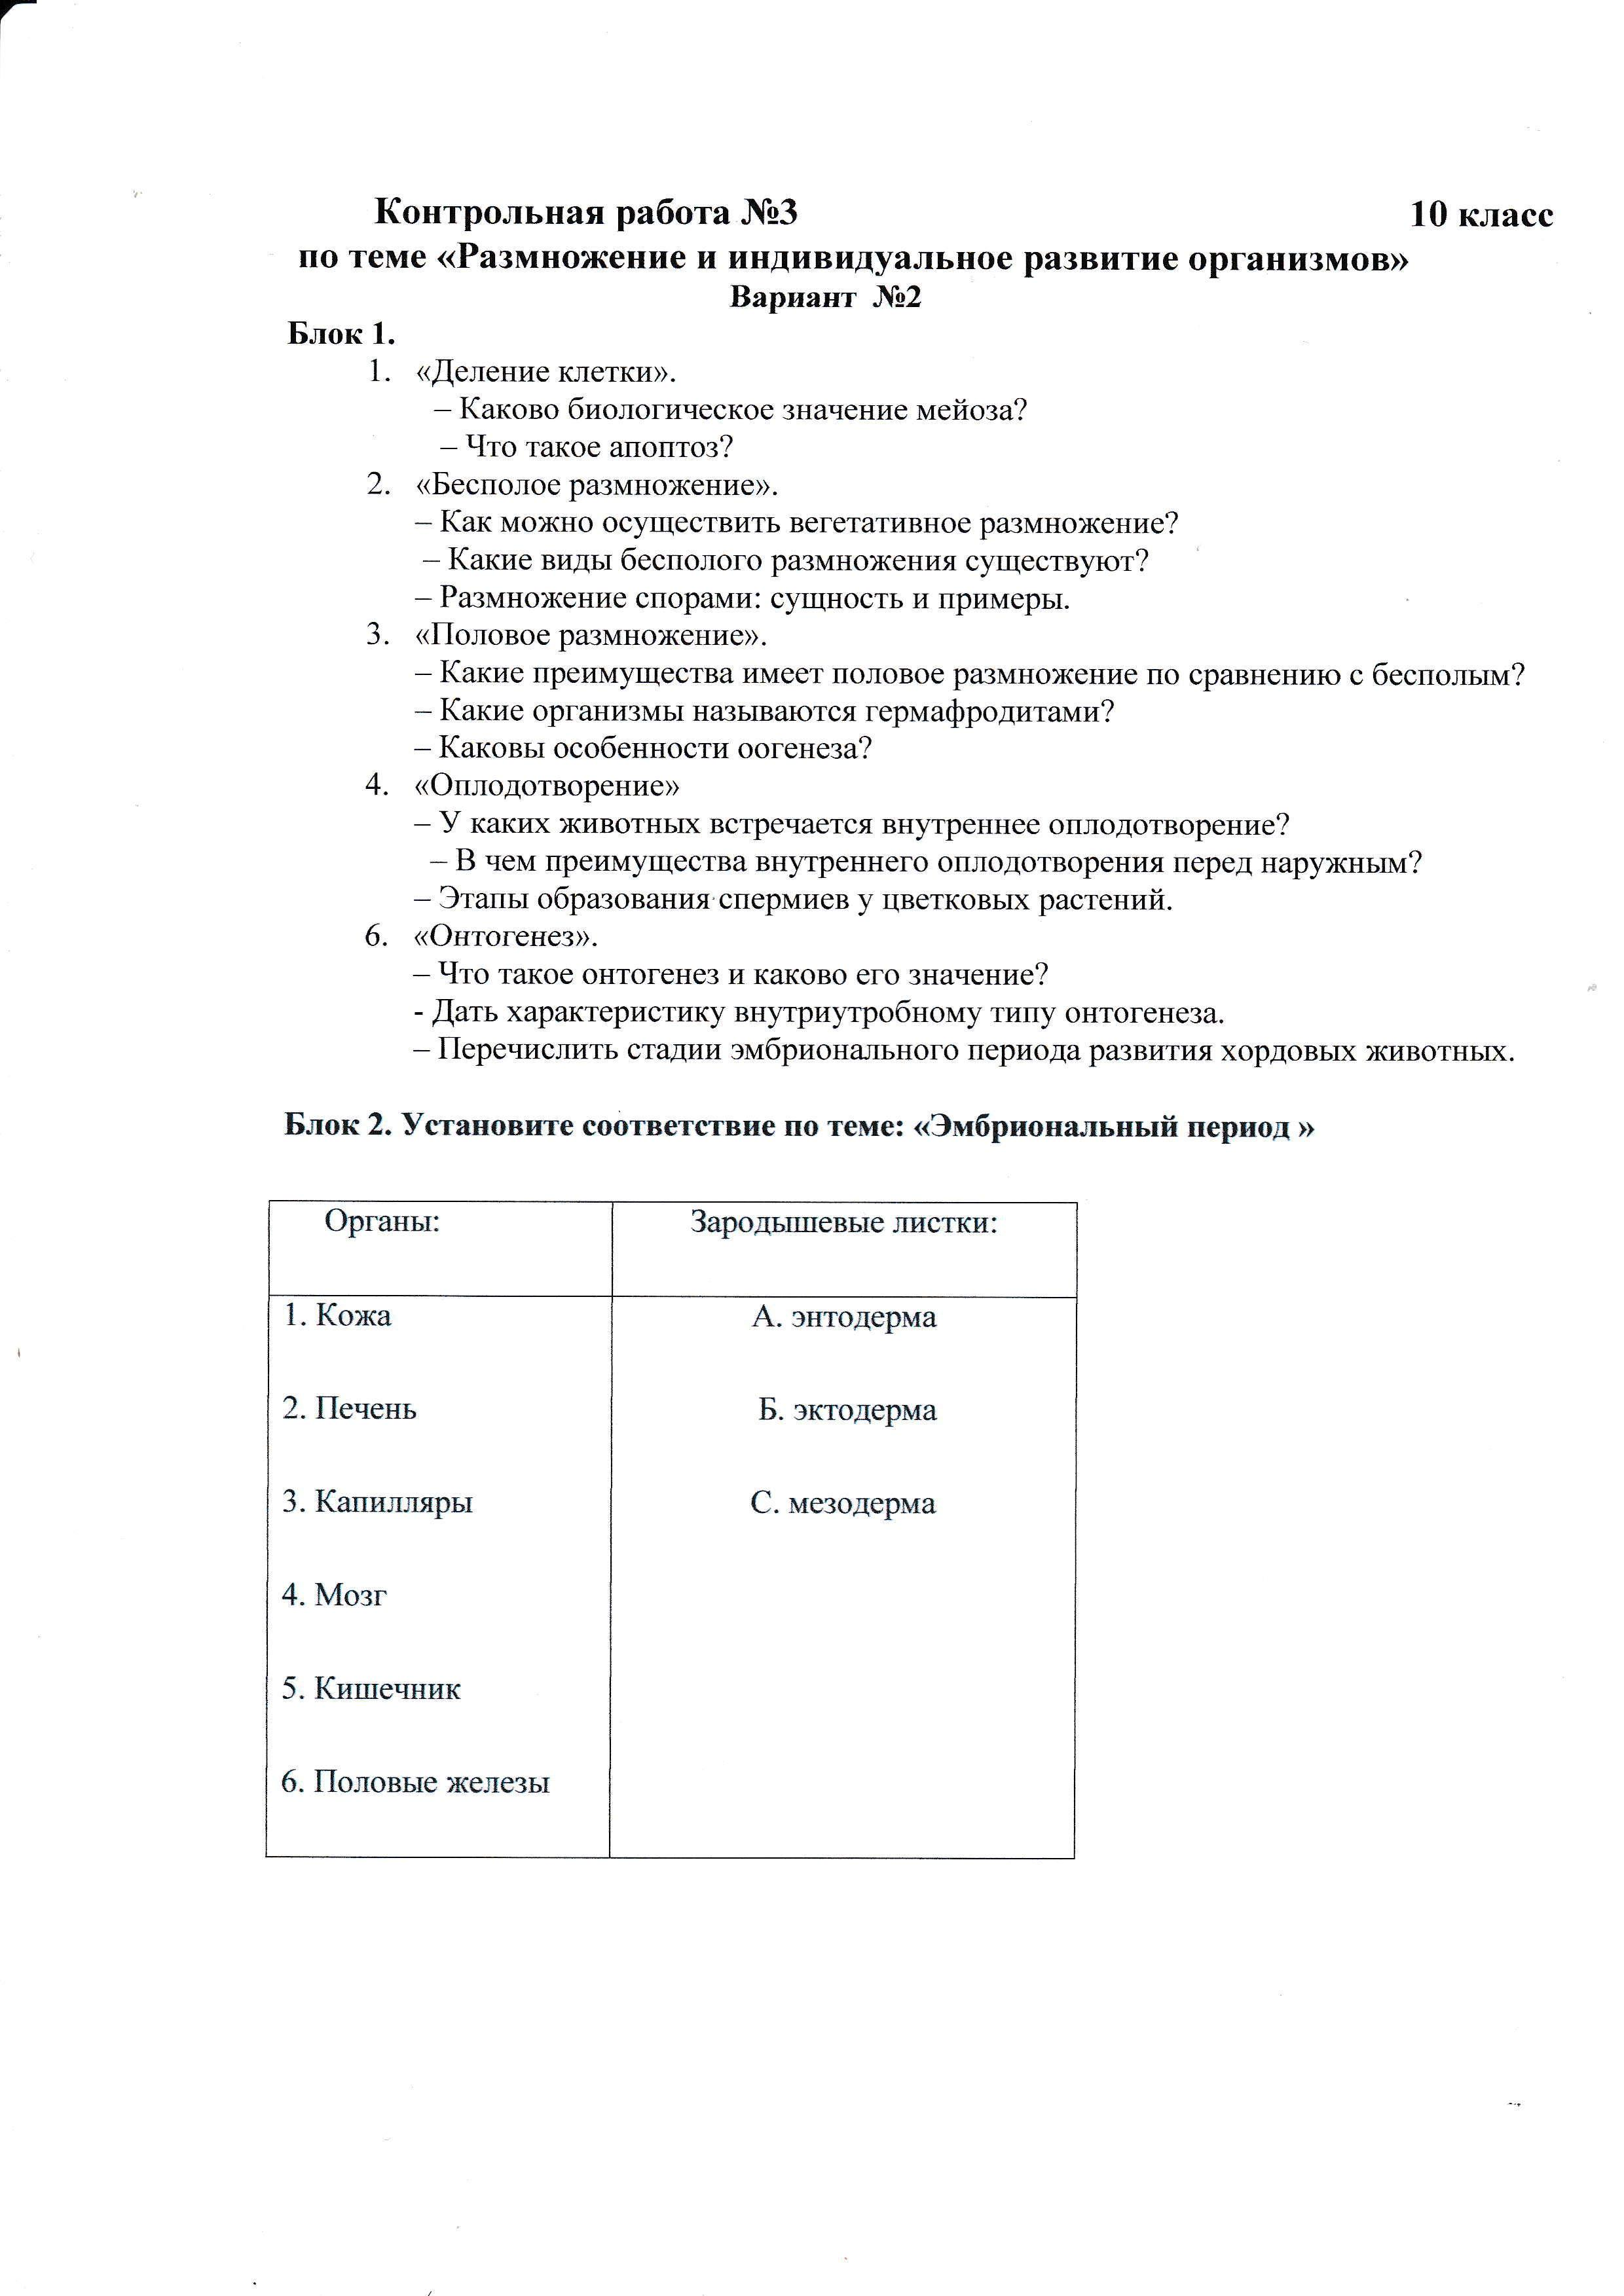 Контрольная работа №3 10 класс
по теме «Размножение и индивидуальное развитие организмов»
Вариант №2
Блок 1.
1. «Деление клетки».
– Каково биологическое значение мейоза?
– Что такое апоптоз?
2. «Бесполое размножение».
– Как можно осуществить вегетативное размножение?
– Какие виды бесполого размножения существуют?
– Размножение спорами: сущность и примеры.
3. «Половое размножение».
– Какие преимущества имеет половое размножение по сравнению с бесполым?
– Какие организмы называются гермафродитами?
– Каковы особенности оогенеза?
4. «Оплодотворение»
– У каких животных встречается внутреннее оплодотворение?
– В чем преимущества внутреннего оплодотворения перед наружным?
– Этапы образования спермиев у цветковых растений.
6. «Онтогенез».
– Что такое онтогенез и каково его значение?
- Дать характеристику внутриутробному типу онтогенеза.
– Перечислить стадии эмбрионального периода развития хордовых животных.
Блок 2. Установите соответствие по теме: «Эмбриональный период »
Органы: Зародышевые листки:
1. Кожа А. энтодерма
2. Печень Б. эктодерма
3. Капилляры С. мезодерма
4. Мозг
5. Кишечник
6. Половые железы